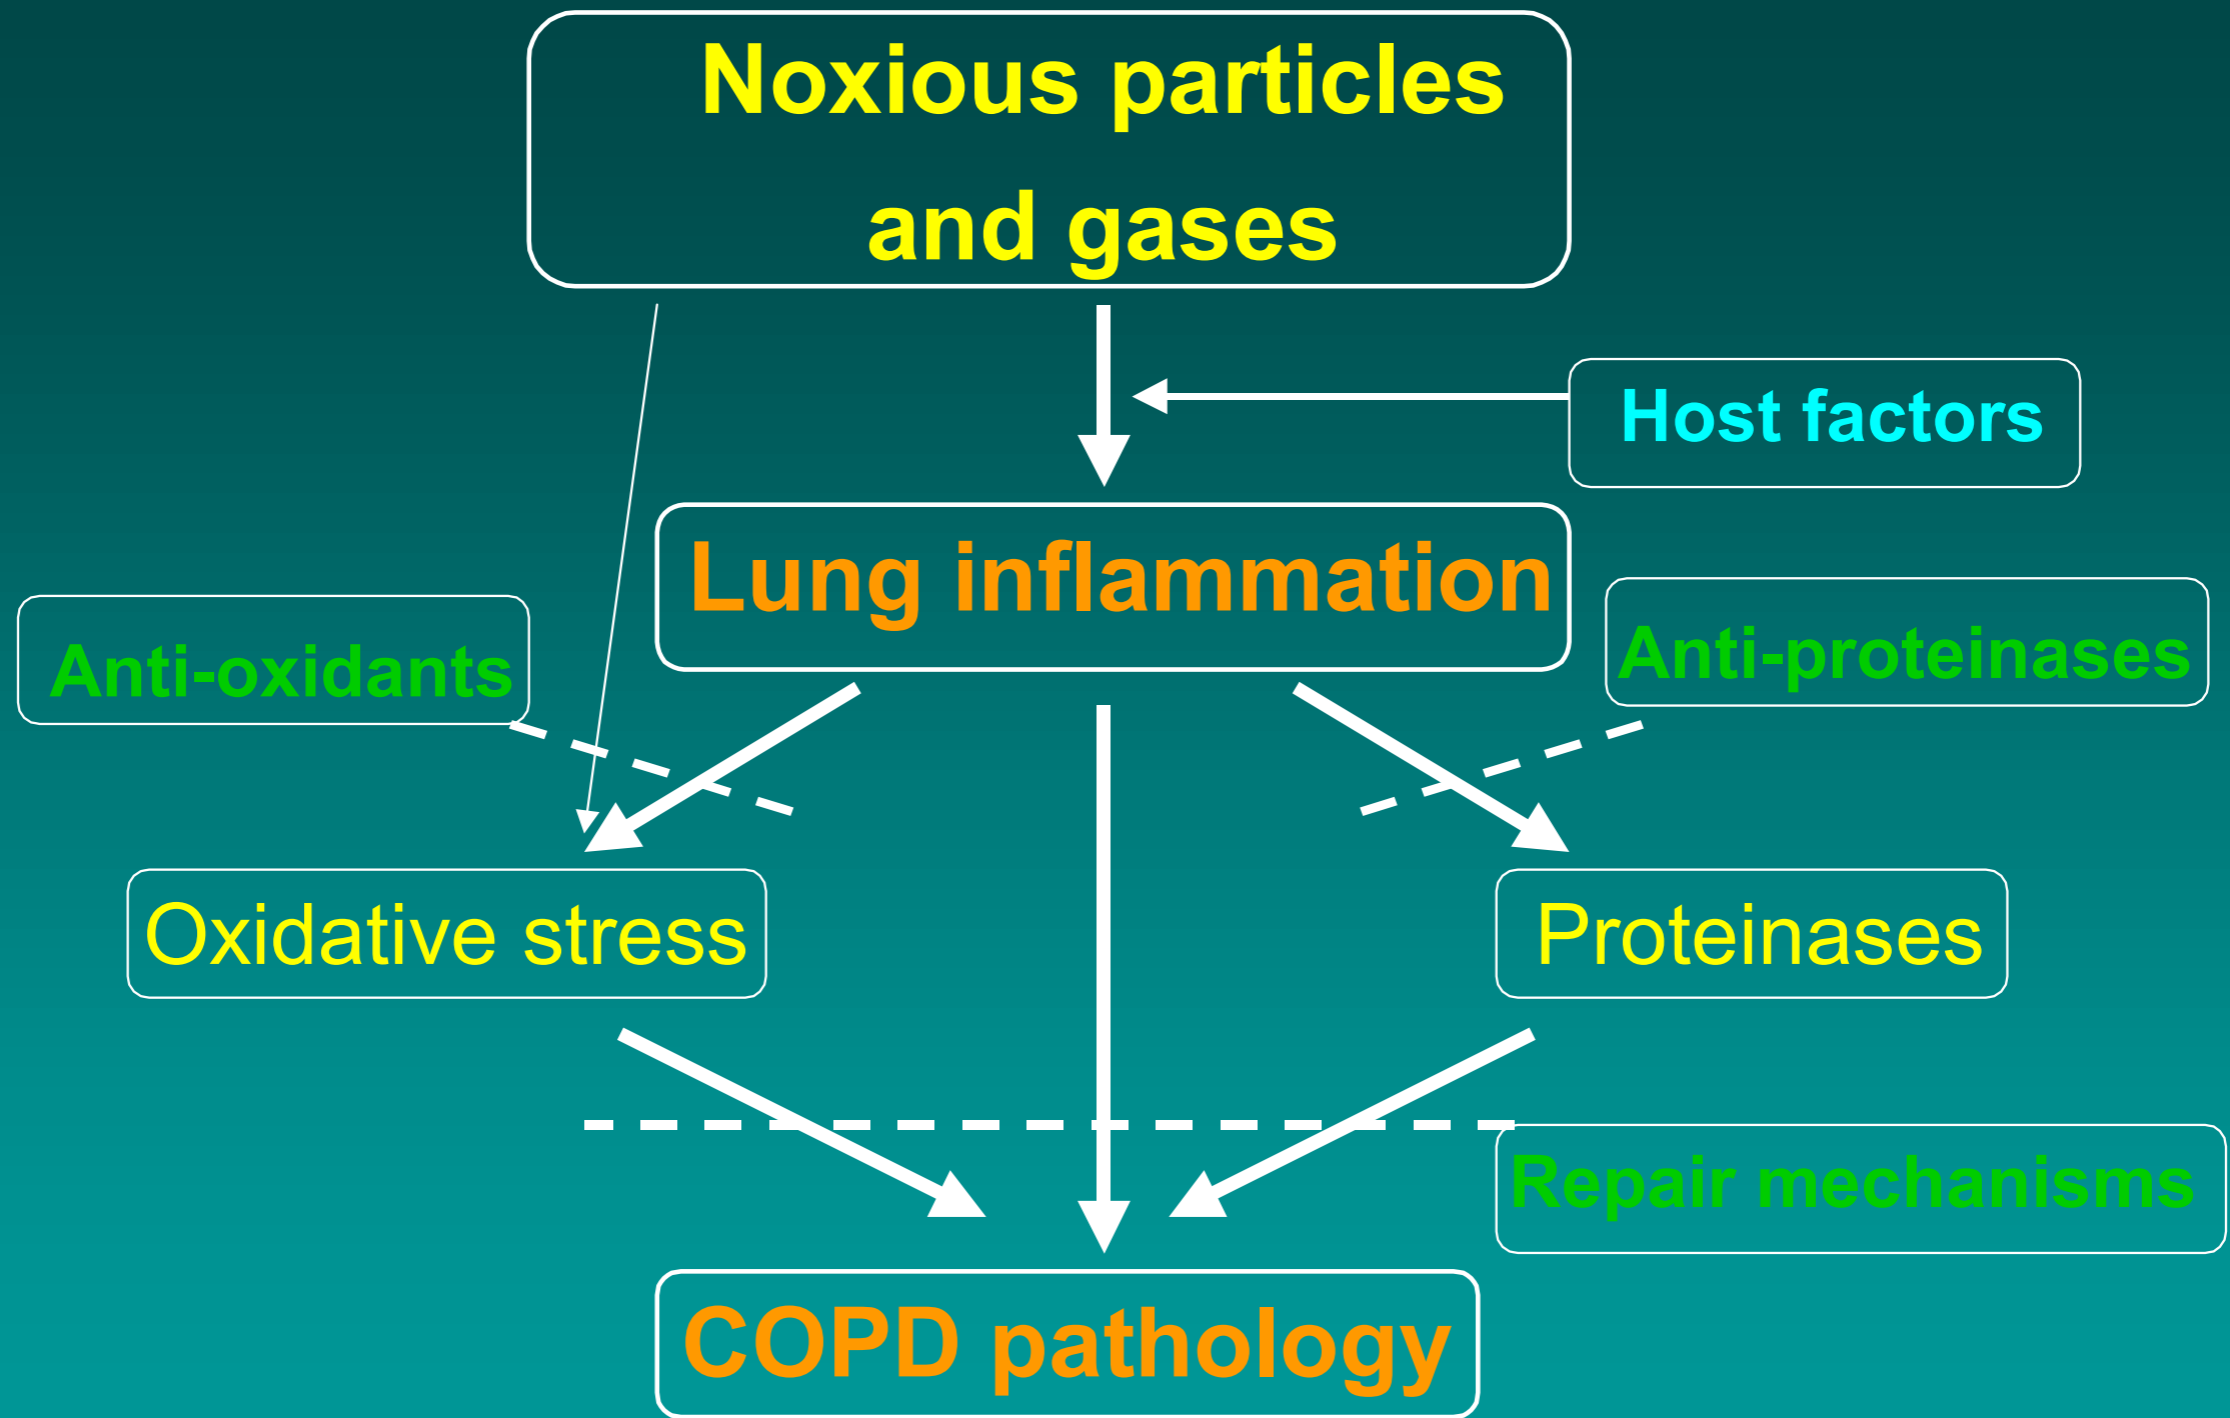 Noxious particles
and gases
Host factors
Lung inflammation
Anti-oxidants
Anti-proteinases
Oxidative stress
Proteinases
Repair mechanisms
COPD pathology